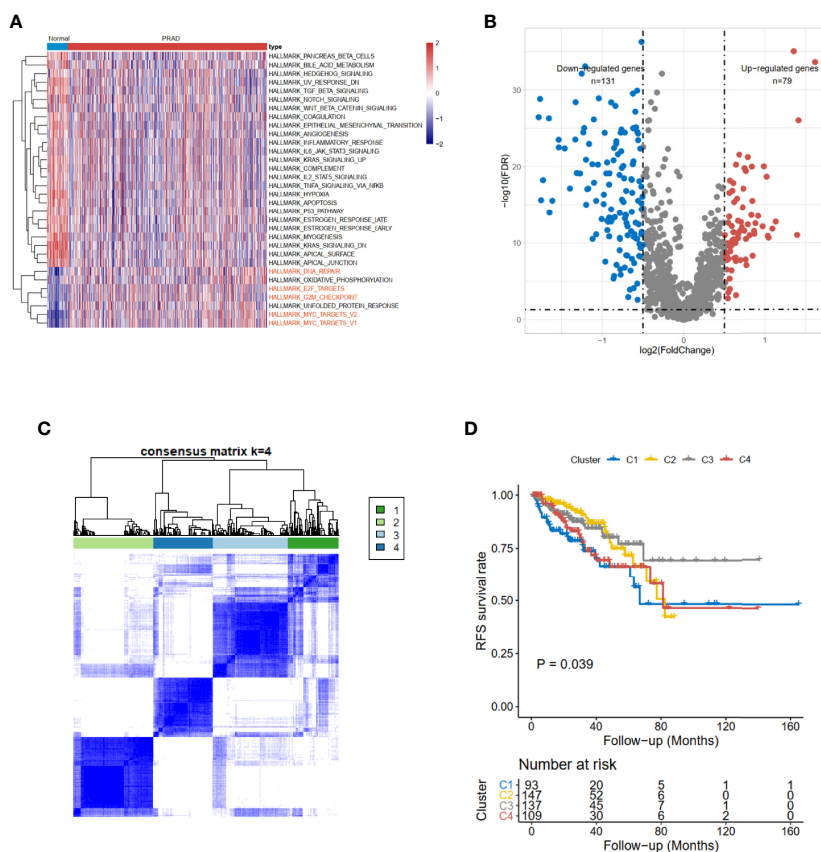 A
Normal PRAD
type
2
1
0
−1
−2
HALLMARK_PANCREAS_BETA_CELLS
HALLMARK_BILE_ACID_METABOLISM
HALLMARK_HEDGEHOG_SIGNALING
HALLMARK_UV_RESPONSE_DN
HALLMARK_TGF_BETA_SIGNALING
HALLMARK_NOTCH_SIGNALING
HALLMARK_WNT_BETA_CATENIN_SIGNALING
HALLMARK_COAGULATION
HALLMARK_EPITHELIAL_MESENCHYMAL_TRANSITION
HALLMARK_ANGIOGENESIS
HALLMARK_INFLAMMATORY_RESPONSE
HALLMARK_IL6_JAK_STAT3_SIGNALING
HALLMARK_KRAS_SIGNALING_UP
HALLMARK_COMPLEMENT
HALLMARK_IL2_STAT5_SIGNALING
HALLMARK_TNFA_SIGNALING_VIA_NFKB
HALLMARK_HYPOXIA
HALLMARK_APOPTOSIS
HALLMARK_P53_PATHWAY
HALLMARK_ESTROGEN_RESPONSE_LATE
HALLMARK_ESTROGEN_RESPONSE_EARLY
HALLMARK_MYOGENESIS
HALLMARK_KRAS_SIGNALING_DN
HALLMARK_APICAL_SURFACE
HALLMARK_APICAL_JUNCTION
HALLMARK_DNA_REPAIR
HALLMARK_OXIDATIVE_PHOSPHORYLATION
HALLMARK_E2F_TARGETS
HALLMARK_G2M_CHECKPOINT
HALLMARK_UNFOLDED_PROTEIN_RESPONSE
HALLMARK_MYC_TARGETS_V2
HALLMARK_MYC_TARGETS_V1
B
Down-regulated genes
n=131
Up-regulated genes
n=79
−log10(FDR)
30
20
10
0
−1 0 1
log2(FoldChange)
C
consensus matrix k=4
1
2
3
4
D
Cluster C1 C2 C3 C4
RFS survival rate
1.00
0.75
0.50
0.25
0.00
P = 0.039
0 40 80 120 160
Follow−up (Months)
Number at risk
Cluster
C1 93 20 5 1 1
C2 147 52 6 0 0
C3 137 45 7 1 0
C4 109 30 6 2 0
0 40 80 120 160
Follow−up (Months)